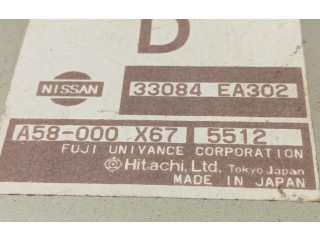 D
NISSAN
33084 EA302
A58-000 X67 5512
FUJI UNIVANCE CORPORATION
Hitachi, Ltd. Tokyo Japan
MADE IN JAPAN